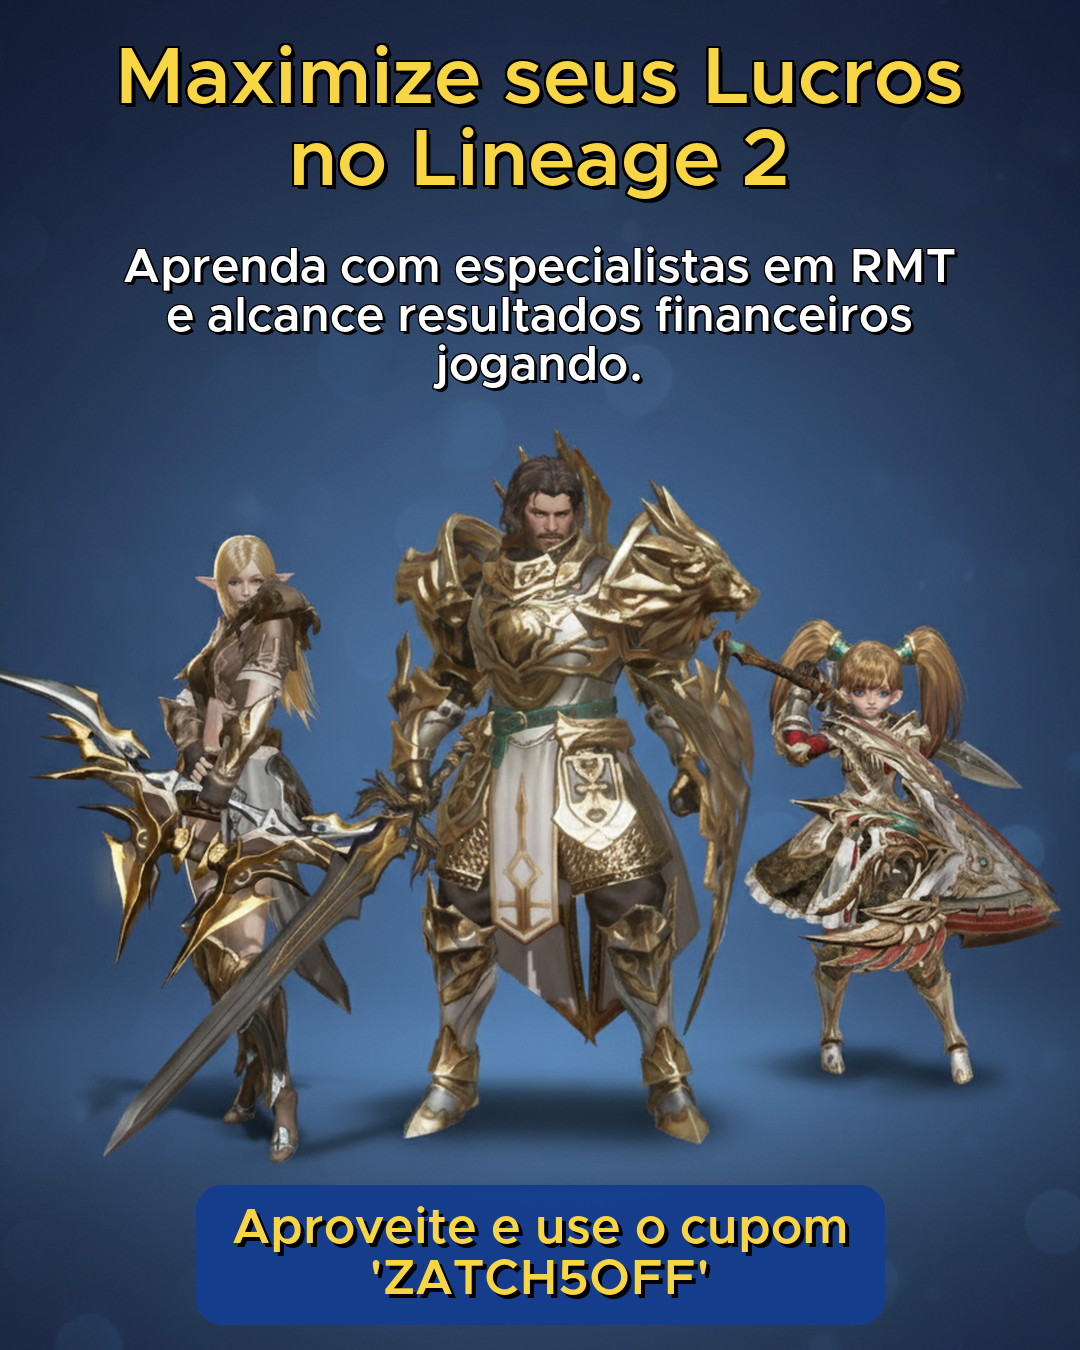 Maximize seus Lucros
no Lineage 2
Aprenda com especialistas em RMT
e alcance resultados financeiros
jogando.
Aproveite e use o cupom
'ZATCH5OFF'